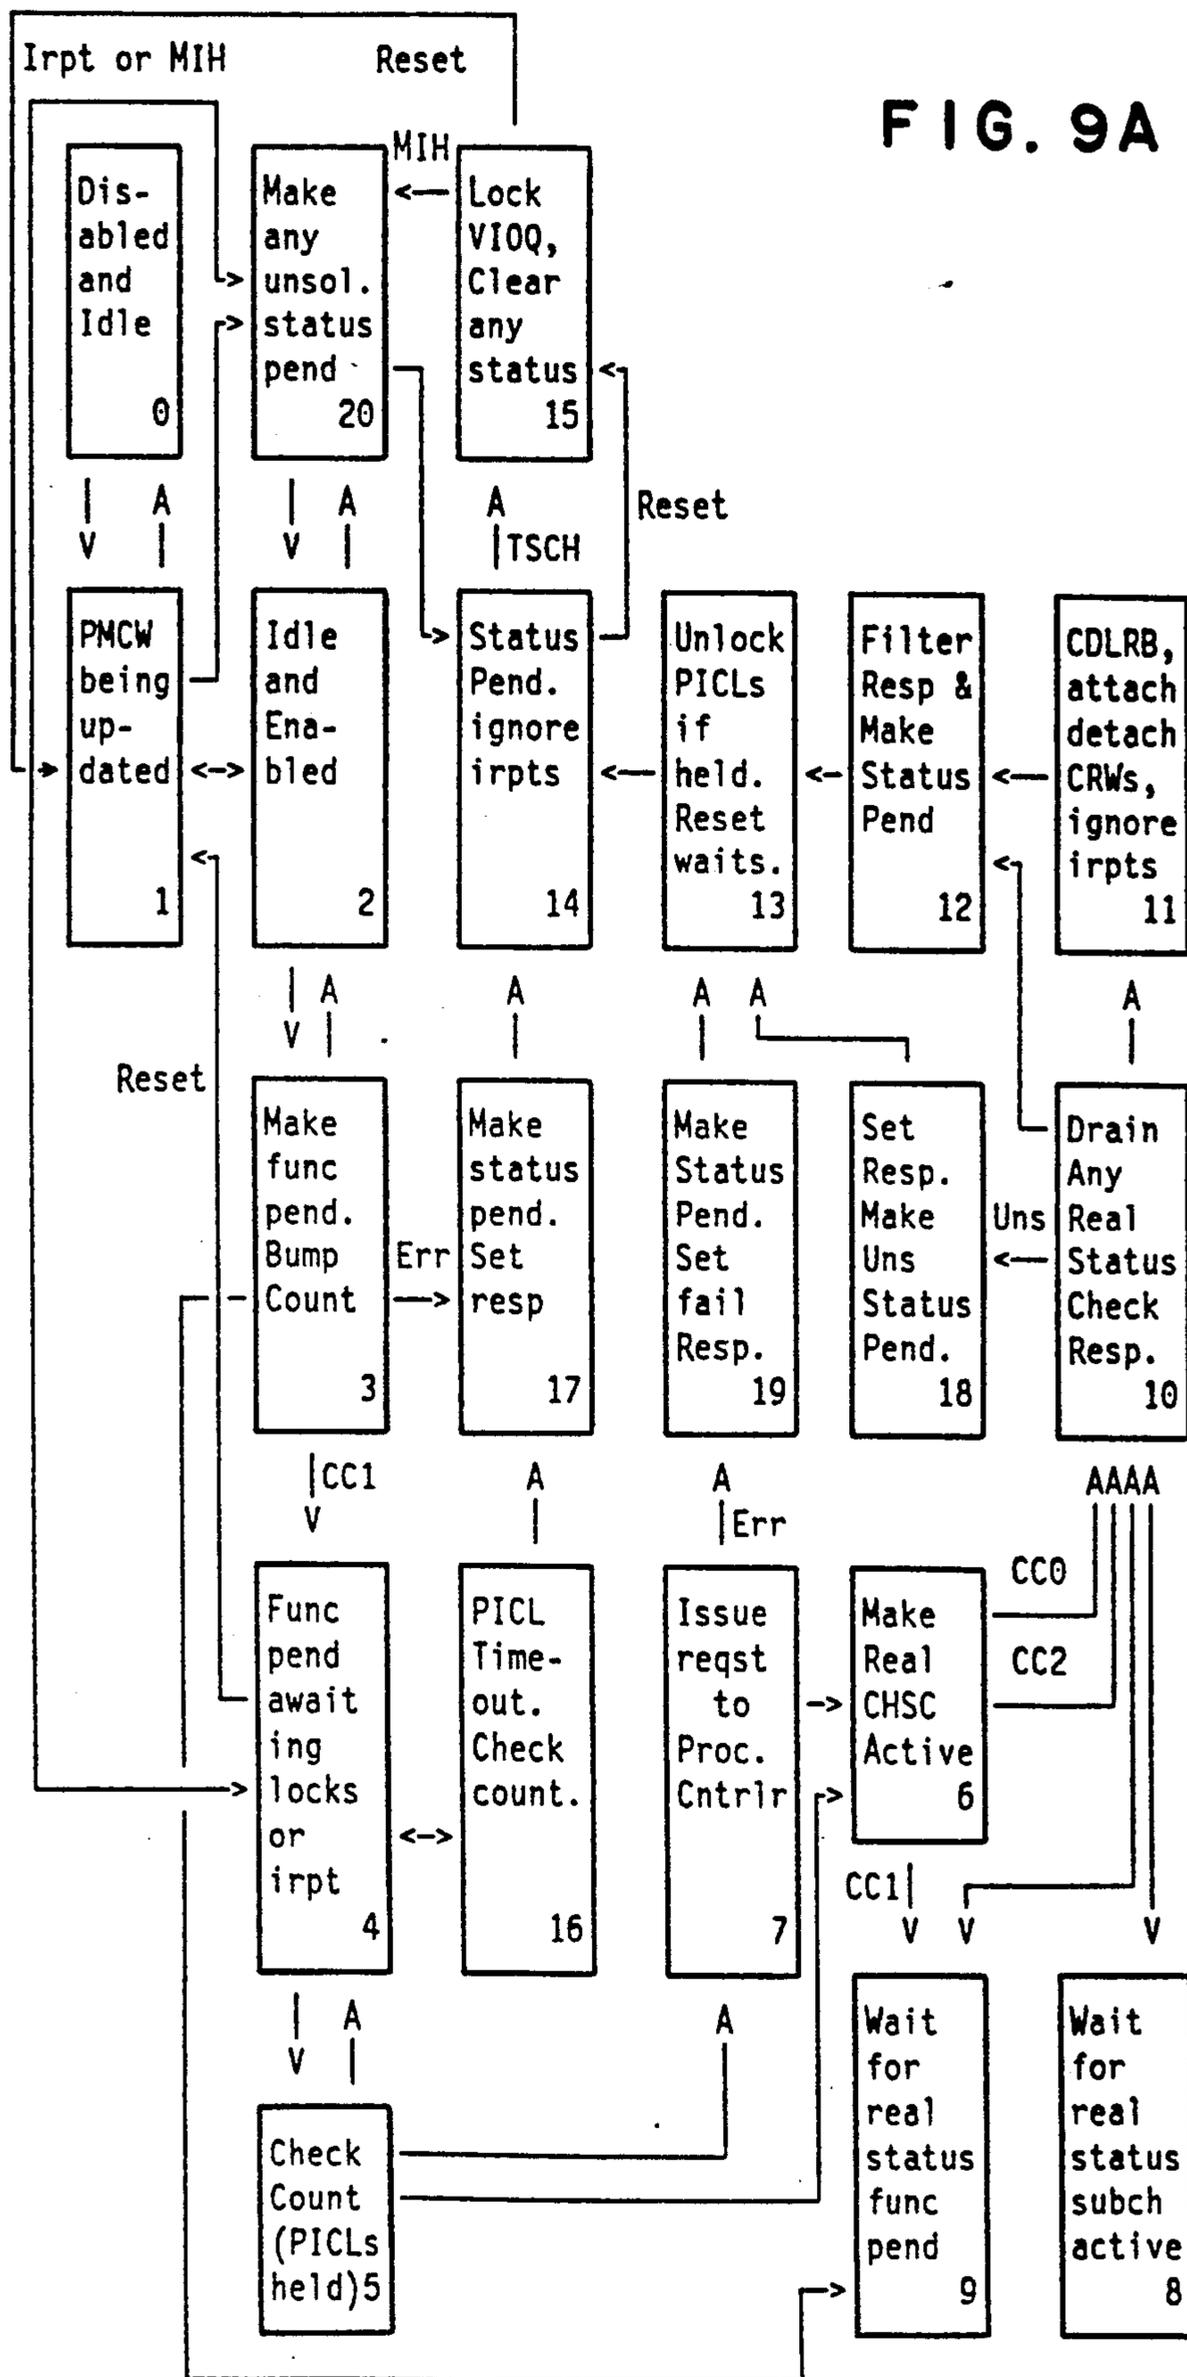 FIG. 9A
Irpt or MIH
Reset
MIH
Dis-
abled
and
Idle
0
Make
any
unsol.
status
pend
20
Lock
VIOQ,
Clear
any
status
15
Reset
TSCH
PMCW
being
up-
dated
1
Idle
and
Ena-
bled
2
Status
Pend.
ignore
irpts
14
Unlock
PICLs
if
held.
Reset
waits.
13
Filter
Resp &
Make
Status
Pend
12
CDLRB,
attach
detach
CRWs,
ignore
irpts
11
Reset
Make
func
pend.
Bump
Count
3
Err
Make
status
pend.
Set
resp
17
Make
Status
Pend.
Set
fail
Resp.
19
Set
Resp.
Make
Uns
Status
Pend.
18
Uns
Drain
Any
Real
Status
Check
Resp.
10
CC1
Err
Func
pend
await
ing
locks
or
irpt
4
PICL
Time-
out.
Check
count.
16
Issue
reqst
to
Proc.
Cntrlr
7
Make
Real
CHSC
Active
6
CC0
CC2
CC1
Check
Count
(PICLs
held)5
Wait
for
real
status
func
pend
9
Wait
for
real
status
subch
active
8